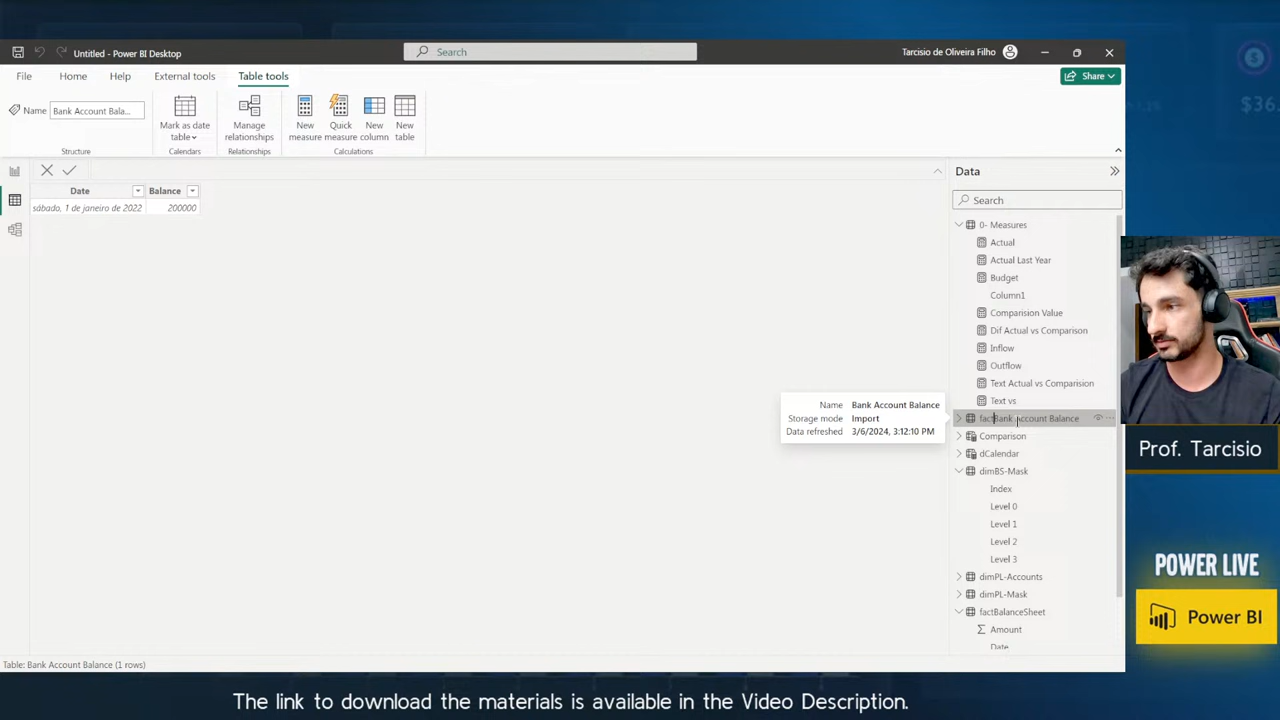 Untitled - Power BI Desktop
Search
Tarcisio de Oliveira Filho
File
Home
Help
External tools
Table tools
Share
Name
Bank Account Bala...
Mark as date table
Manage relationships
New measure
Quick measure
New column
New table
Structure
Calendars
Relationships
Calculations
Date
Balance
sábado, 1 de janeiro de 2022
200000
Data
Search
0- Measures
Actual
Actual Last Year
Budget
Column1
Comparision Value
Dif Actual vs Comparison
Inflow
Outflow
Text Actual vs Comparision
Text vs
factBank Account Balance
Comparison
dCalendar
dimBS-Mask
Index
Level 0
Level 1
Level 2
Level 3
dimPL-Accounts
dimPL-Mask
factBalanceSheet
Amount
Date
Name Bank Account Balance
Storage mode Import
Data refreshed 3/6/2024, 3:12:10 PM
Table: Bank Account Balance (1 rows)
$36.
Prof. Tarcisio
POWER LIVE
Power BI
The link to download the materials is available in the Video Description.